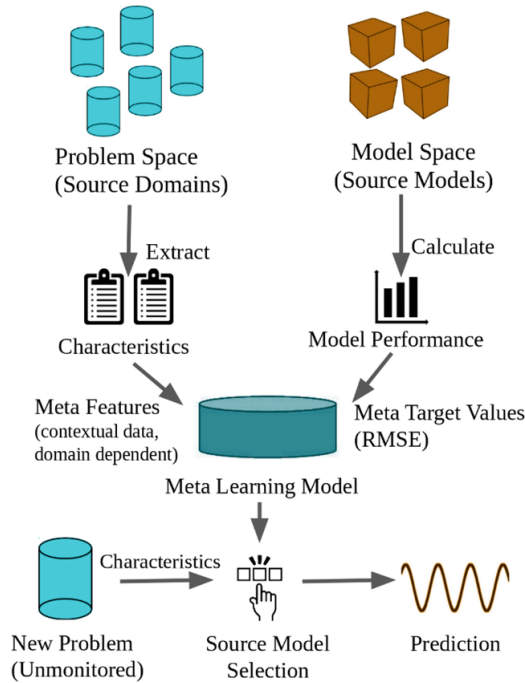 Problem Space
(Source Domains)
Model Space
(Source Models)
Extract
Calculate
Characteristics
Model Performance
Meta Features
(contextual data,
domain dependent)
Meta Target Values
(RMSE)
Meta Learning Model
Characteristics
New Problem
(Unmonitored)
Source Model
Selection
Prediction